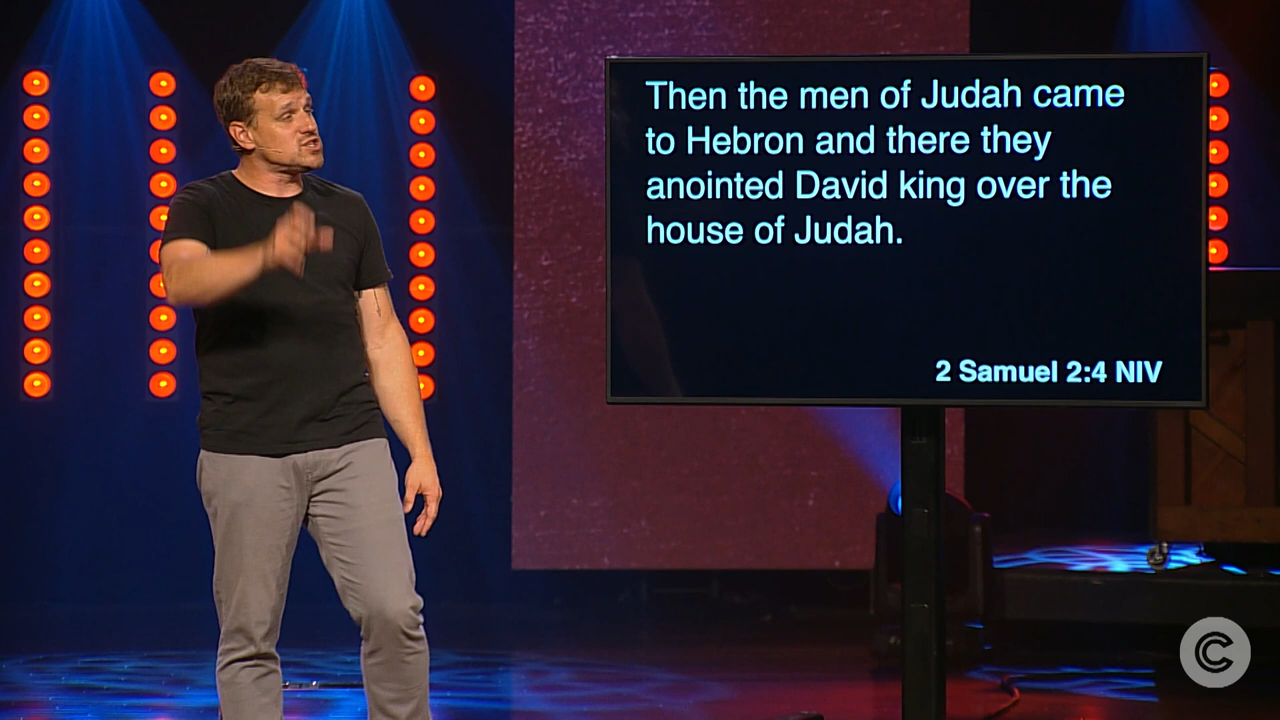 Then the men of Judah came
to Hebron and there they
anointed David king over the
house of Judah.
2 Samuel 2:4 NIV